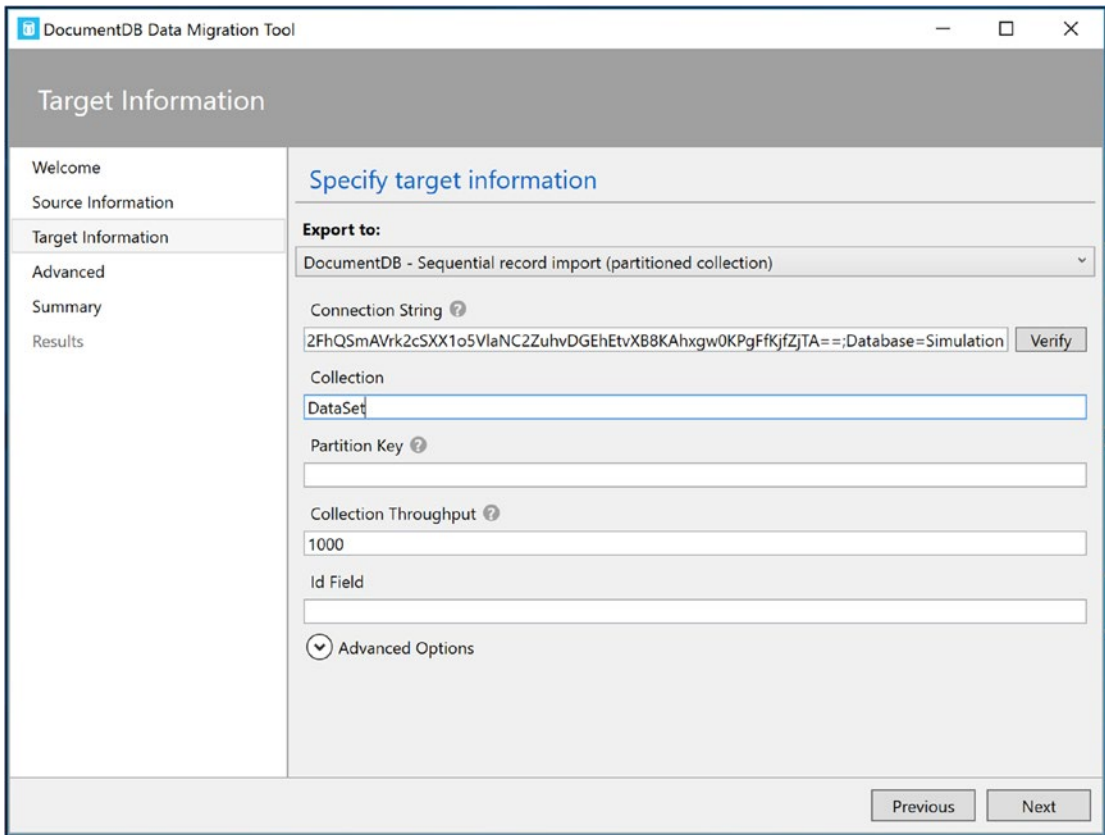 DocumentDB Data Migration Tool
Target Information
Welcome
Source Information
Target Information
Advanced
Summary
Results
Specify target information
Export to:
DocumentDB - Sequential record import (partitioned collection)
Connection String ?
2FhQSmAVrk2cSXX1o5VlaNC2ZuhvDGEhEtvXB8KAhxgw0KPgFfKjfZjTA==;Database=Simulation Verify
Collection
DataSet
Partition Key ?
Collection Throughput ?
1000
Id Field
Advanced Options
Previous Next